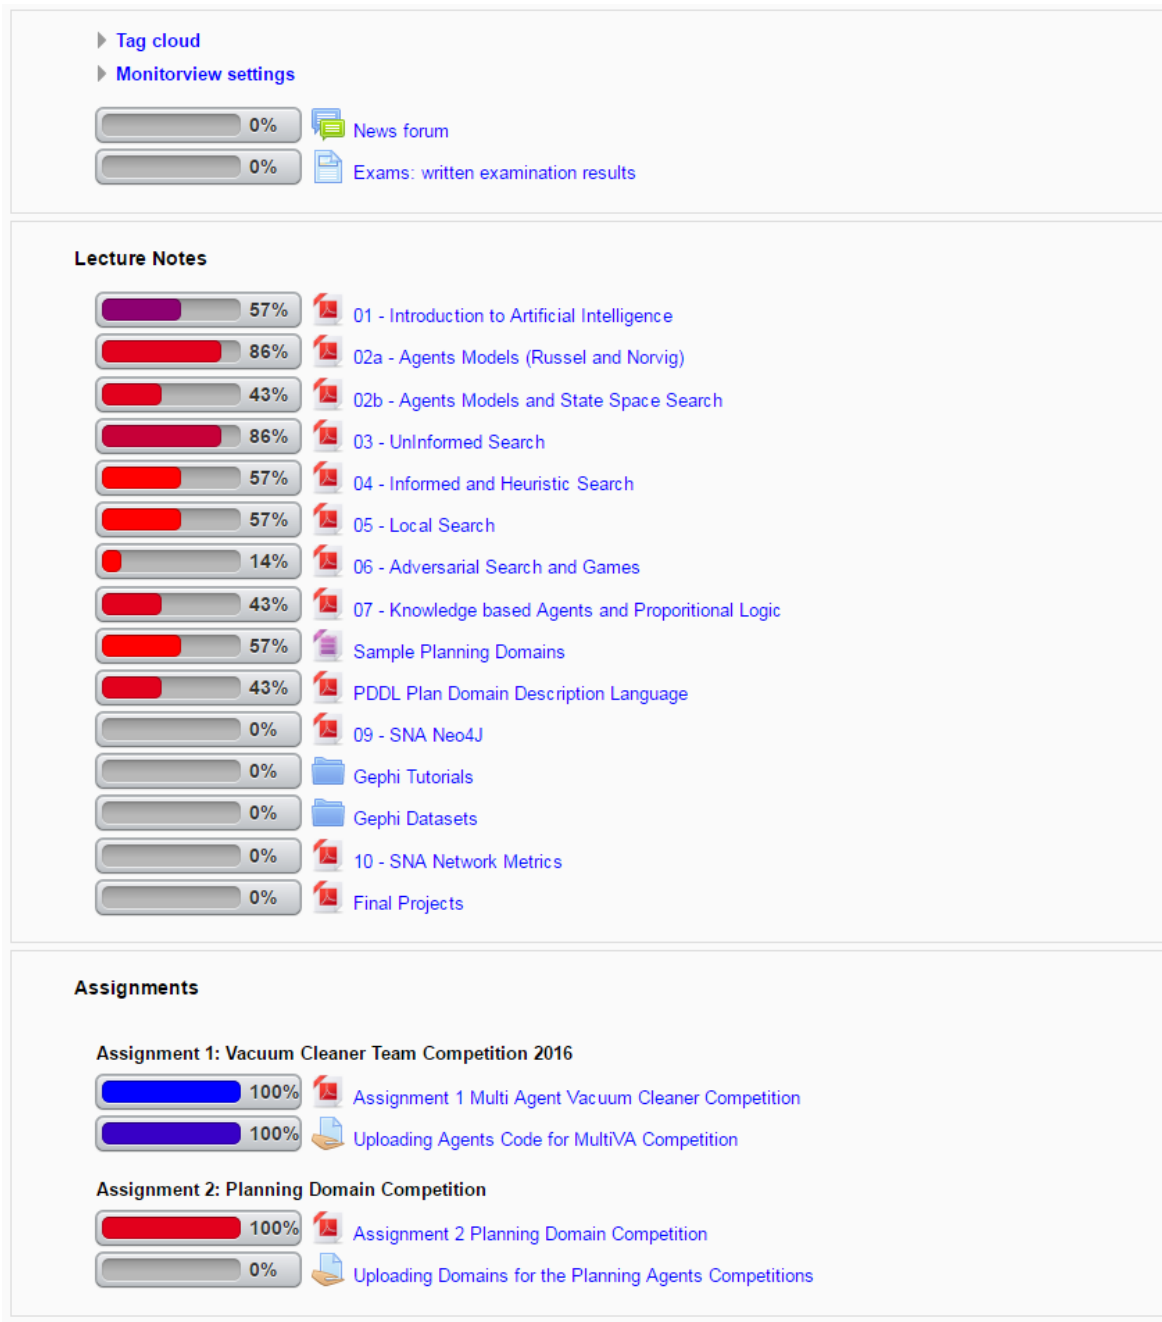 Tag cloud
Monitorview settings
0% News forum
0% Exams: written examination results
Lecture Notes
57% 01 - Introduction to Artificial Intelligence
86% 02a - Agents Models (Russel and Norvig)
43% 02b - Agents Models and State Space Search
86% 03 - UnInformed Search
57% 04 - Informed and Heuristic Search
57% 05 - Local Search
14% 06 - Adversarial Search and Games
43% 07 - Knowledge based Agents and Proporitional Logic
57% Sample Planning Domains
43% PDDL Plan Domain Description Language
0% 09 - SNA Neo4J
0% Gephi Tutorials
0% Gephi Datasets
0% 10 - SNA Network Metrics
0% Final Projects
Assignments
Assignment 1: Vacuum Cleaner Team Competition 2016
100% Assignment 1 Multi Agent Vacuum Cleaner Competition
100% Uploading Agents Code for MultiVA Competition
Assignment 2: Planning Domain Competition
100% Assignment 2 Planning Domain Competition
0% Uploading Domains for the Planning Agents Competitions